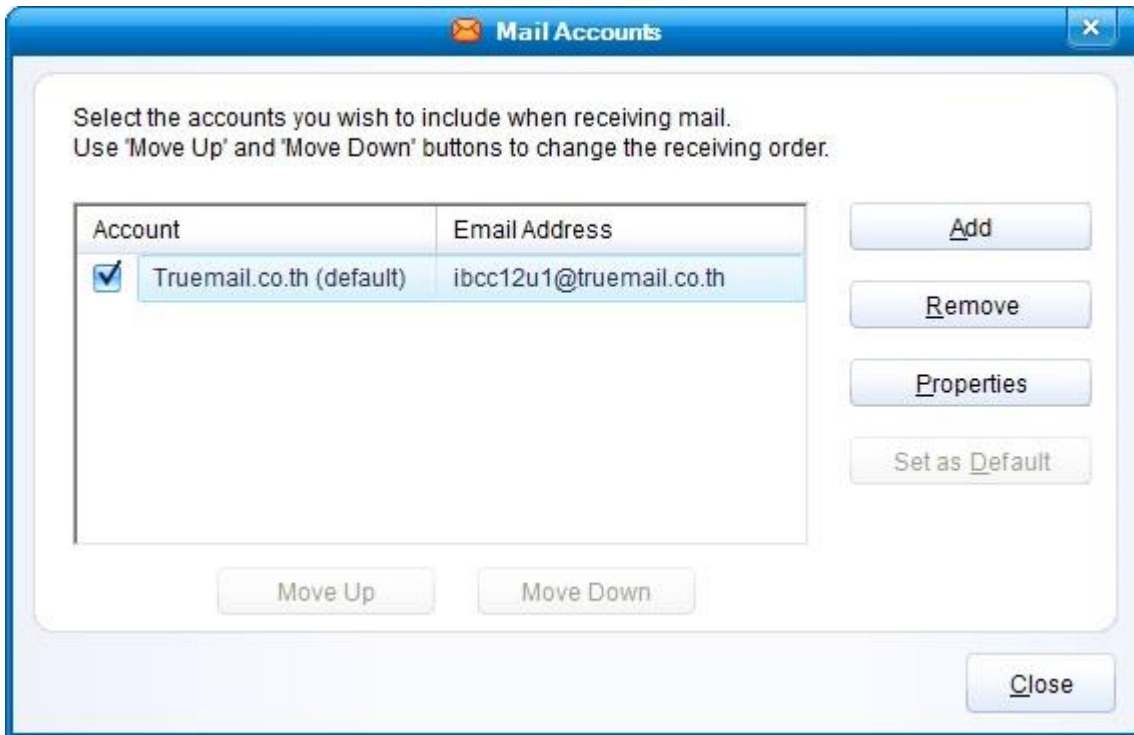 Mail Accounts
Select the accounts you wish to include when receiving mail.
Use 'Move Up' and 'Move Down' buttons to change the receiving order.
Account Email Address
Truemail.co.th (default) ibcc12u1@truemail.co.th
Add
Remove
Properties
Set as Default
Move Up Move Down
Close